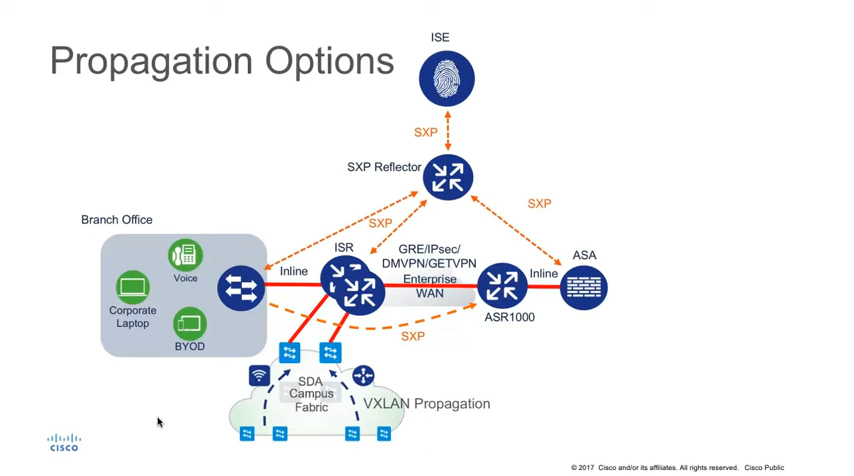 ISE
Propagation Options
SXP
SXP Reflector
SXP
Branch Office
SXP
ISR
GRE/IPsec/
DMVPN/GETVPN
ASA
Voice
Inline
Enterprise
WAN
Inline
Corporate
Laptop
ASR1000
BYOD
SXP
SDA
Campus
Fabric
VXLAN Propagation
CISCO
© 2017 Cisco and/or its affiliates. All rights reserved. Cisco Public